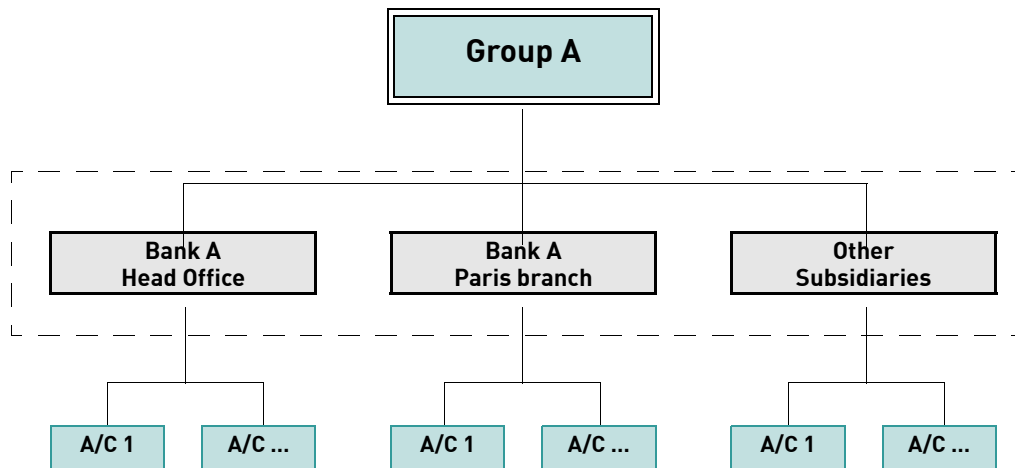 Group A
Bank A
Head Office
Bank A
Paris branch
Other
Subsidiaries
A/C 1
A/C ...
A/C 1
A/C ...
A/C 1
A/C ...